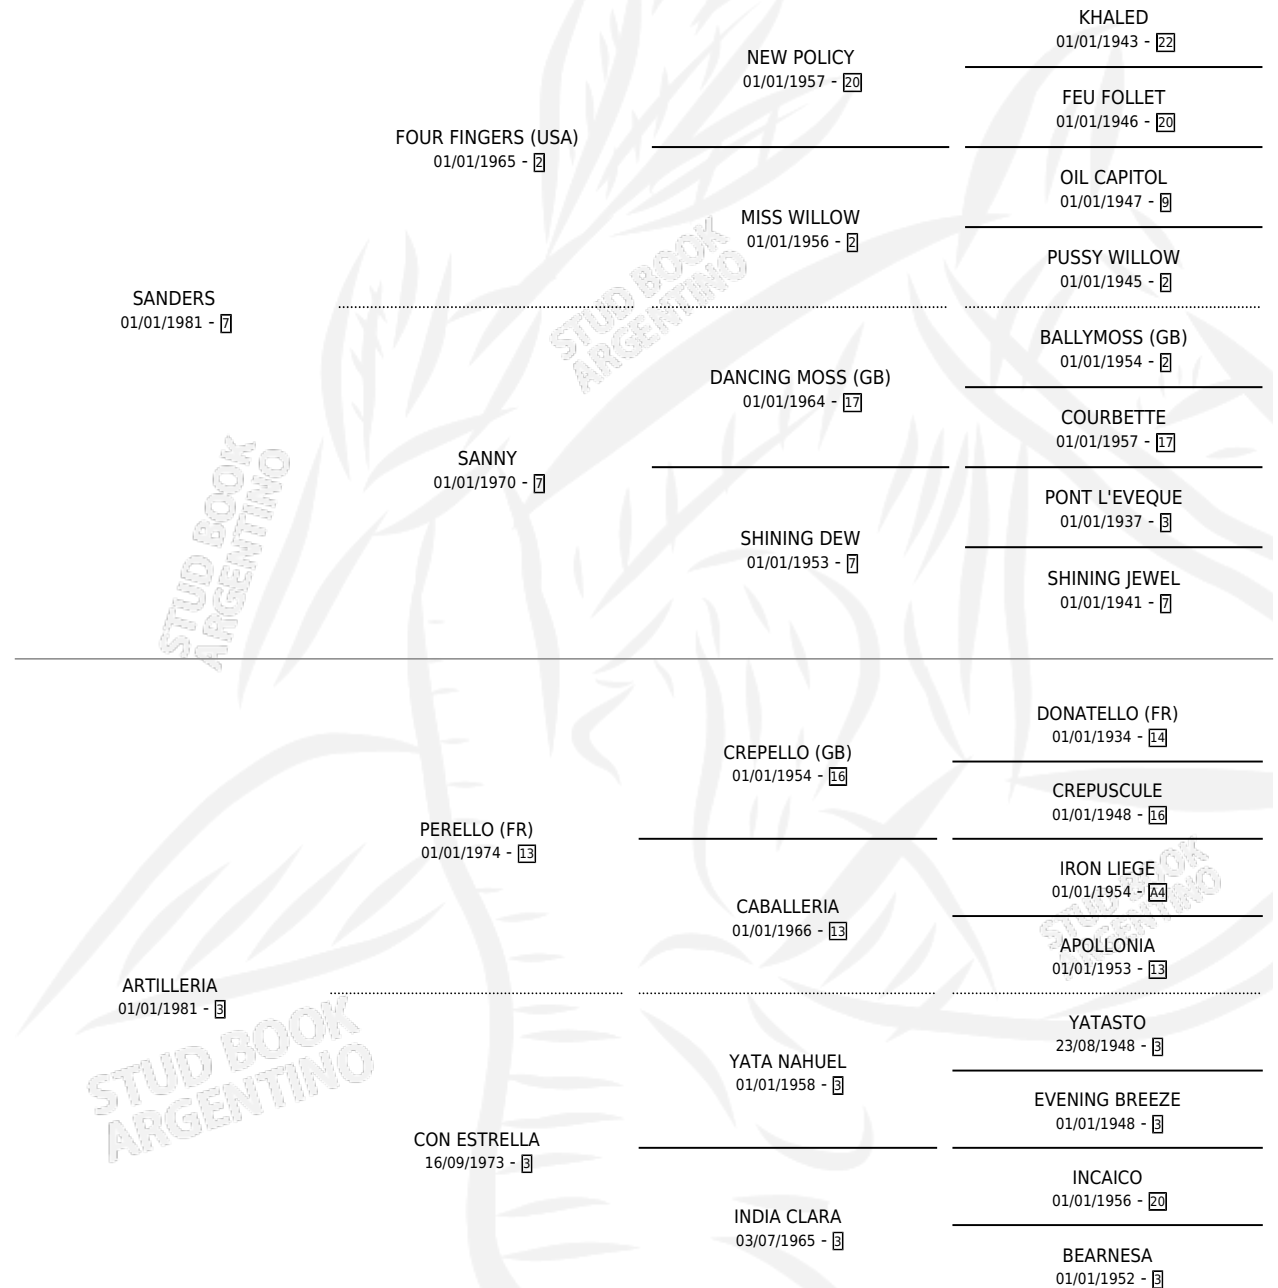 KHALED
01/01/1943 - 22
NEW POLICY
01/01/1957 - 20
FEU FOLLET
01/01/1946 - 20
FOUR FINGERS (USA)
01/01/1965 - 2
OIL CAPITOL
01/01/1947 - 9
MISS WILLOW
01/01/1956 - 2
PUSSY WILLOW
01/01/1945 - 2
SANDERS
01/01/1981 - 7
BALLYMOSS (GB)
01/01/1954 - 2
DANCING MOSS (GB)
01/01/1964 - 17
COURBETTE
01/01/1957 - 17
SANNY
01/01/1970 - 7
PONT L'EVEQUE
01/01/1937 - 3
SHINING DEW
01/01/1953 - 7
SHINING JEWEL
01/01/1941 - 7
DONATELLO (FR)
01/01/1934 - 14
CREPELLO (GB)
01/01/1954 - 16
CREPUSCULE
01/01/1948 - 16
PERELLO (FR)
01/01/1974 - 13
IRON LIEGE
01/01/1954 - A4
CABALLERIA
01/01/1966 - 13
APOLLONIA
01/01/1953 - 13
ARTILLERIA
01/01/1981 - 3
YATASTO
23/08/1948 - 3
YATA NAHUEL
01/01/1958 - 3
EVENING BREEZE
01/01/1948 - 3
CON ESTRELLA
16/09/1973 - 3
INCAICO
01/01/1956 - 20
INDIA CLARA
03/07/1965 - 3
BEARNESA
01/01/1952 - 3
STUD BOOK
ARGENTINO
STUD BOOK
ARGENTINO
STUD BOOK
ARGENTINO
STUD BOOK
ARGENTINO